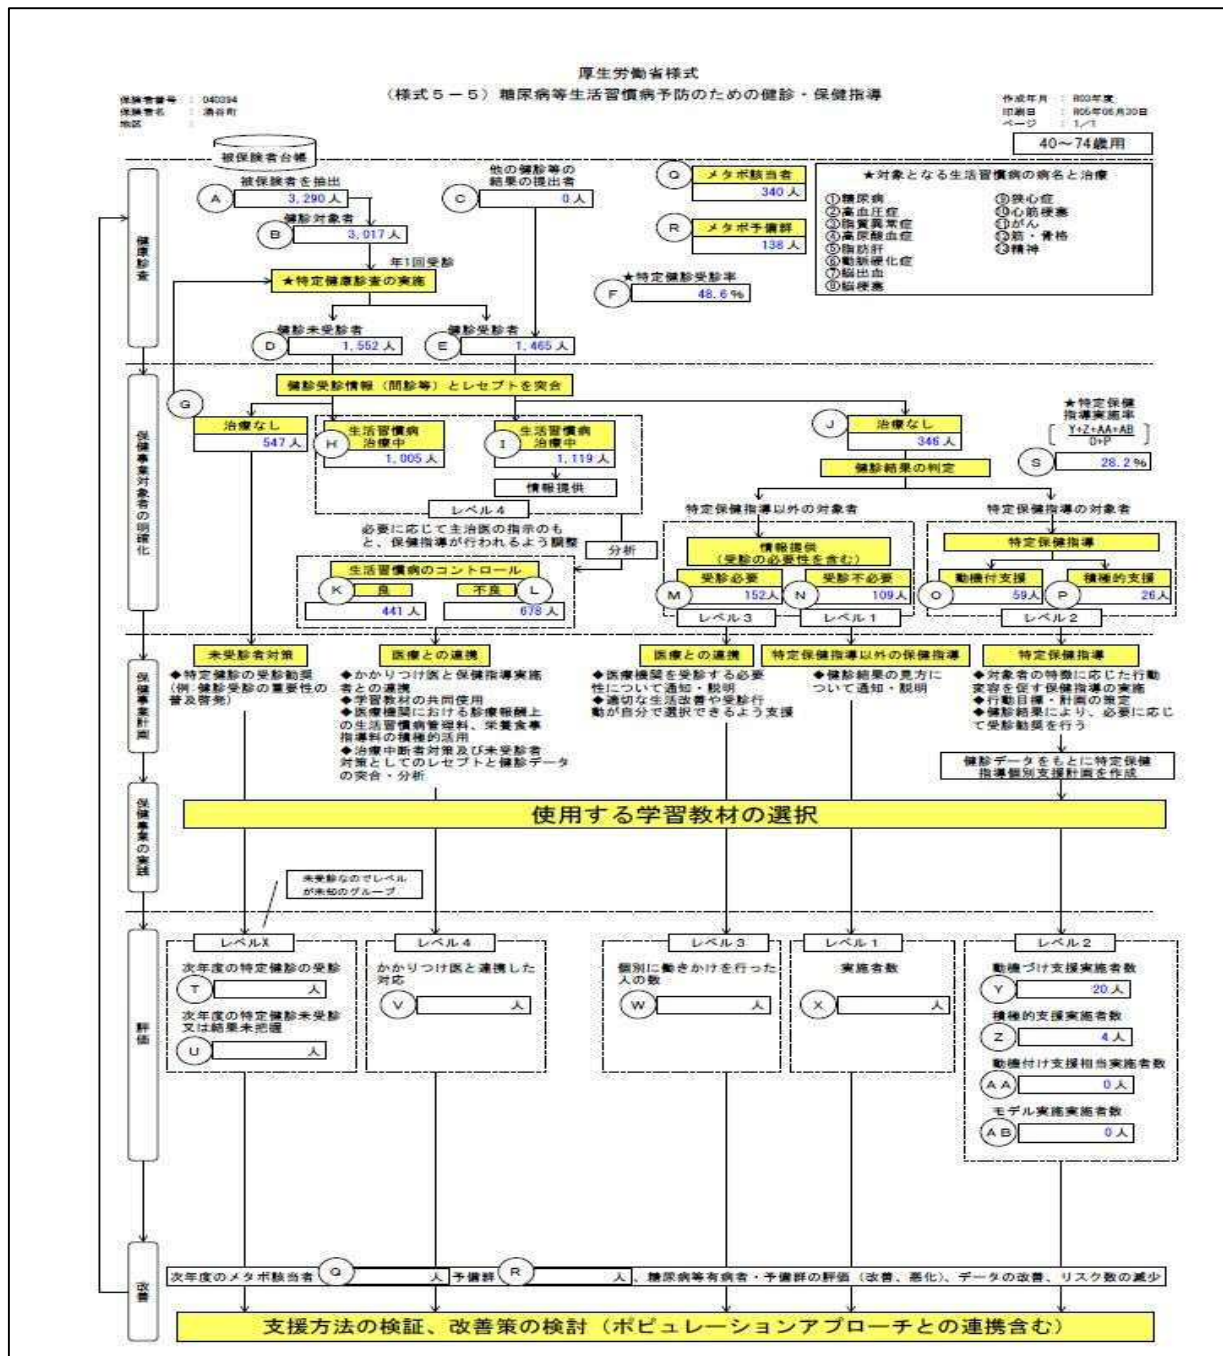 厚生労働省様式
(様式5-5)糖尿病等生活習慣病予防のための健診・保健指導
保険者番号 : 040394
保険者名 : 涌谷町
地区 :
作成年月 : R03年度
印刷日 : R05年06月30日
ページ : 1/1
40~74歳用
健康診査
被保険者台帳
被保険者を抽出
A 3,290人
健診対象者
B 3,017人
年1回受診
★特定健康診査の実施
他の健診等の
結果の提出者
C 0人
健診未受診者
D 1,552人
健診受診者
E 1,465人
Q メタボ該当者
340人
R メタボ予備群
138人
★特定健診受診率
F 48.6%
★対象となる生活習慣病の病名と治療
①糖尿病
②高血圧症
③脂質異常症
④高尿酸血症
⑤脂肪肝
⑥動脈硬化症
⑦脳出血
⑧脳梗塞
⑨狭心症
⑩心筋梗塞
⑪がん
⑫筋・骨格
⑬精神
保健事業対象者の明確化
健診受診情報(問診等)とレセプトを突合
G
治療なし
547人
H 生活習慣病
治療中
1,005人
I 生活習慣病
治療中
1,119人
情報提供
レベル4
必要に応じて主治医の指示のも
と、保健指導が行われるよう調整
分析
生活習慣病のコントロール
K 良
441人
不良 L
678人
J 治療なし
346人
健診結果の判定
★特定保健
指導実施率
[Y+Z+AA+AB
O+P]
S 28.2%
特定保健指導以外の対象者
情報提供
(受診の必要性を含む)
受診必要
M 152人
受診不必要
N 109人
レベル3
レベル1
特定保健指導の対象者
特定保健指導
動機付支援
O 59人
積極的支援
P 26人
レベル2
保健事業計画
未受診者対策
◆特定健診の受診勧奨
(例:健診受診の重要性の
普及啓発)
医療との連携
◆かかりつけ医と保健指導実施
者との連携
◆学習教材の共同使用
◆医療機関における診療報酬上
の生活習慣病管理料、栄養食事
指導料の積極的活用
◆治療中断者対策及び未受診者
対策としてのレセプトと健診データ
の突合・分析
医療との連携
◆医療機関を受診する必要
性について通知・説明
◆適切な生活改善や受診行
動が自分で選択できるよう支援
特定保健指導以外の保健指導
◆健診結果の見方に
ついて通知・説明
特定保健指導
◆対象者の特徴に応じた行動
変容を促す保健指導の実施
◆行動目標・計画の策定
◆健診結果により、必要に応じ
て受診勧奨を行う
健診データをもとに特定保健
指導個別支援計画を作成
保健事業の実践
使用する学習教材の選択
未受診なのでレベル
が未知のグループ
評価
レベルX
次年度の特定健診の受診
T 人
次年度の特定健診未受診
又は結果未把握
U 人
レベル4
かかりつけ医と連携した
対応
V 人
レベル3
個別に働きかけを行った
人の数
W 人
レベル1
実施者数
X 人
レベル2
動機づけ支援実施者数
Y 20人
積極的支援実施者数
Z 4人
動機付け支援相当実施者数
AA 0人
モデル実施実施者数
AB 0人
改善
次年度のメタボ該当者 Q 人 予備群 R 人、糖尿病等有病者・予備群の評価(改善、悪化)、データの改善、リスク数の減少
支援方法の検証、改善策の検討(ポピュレーションアプローチとの連携含む)